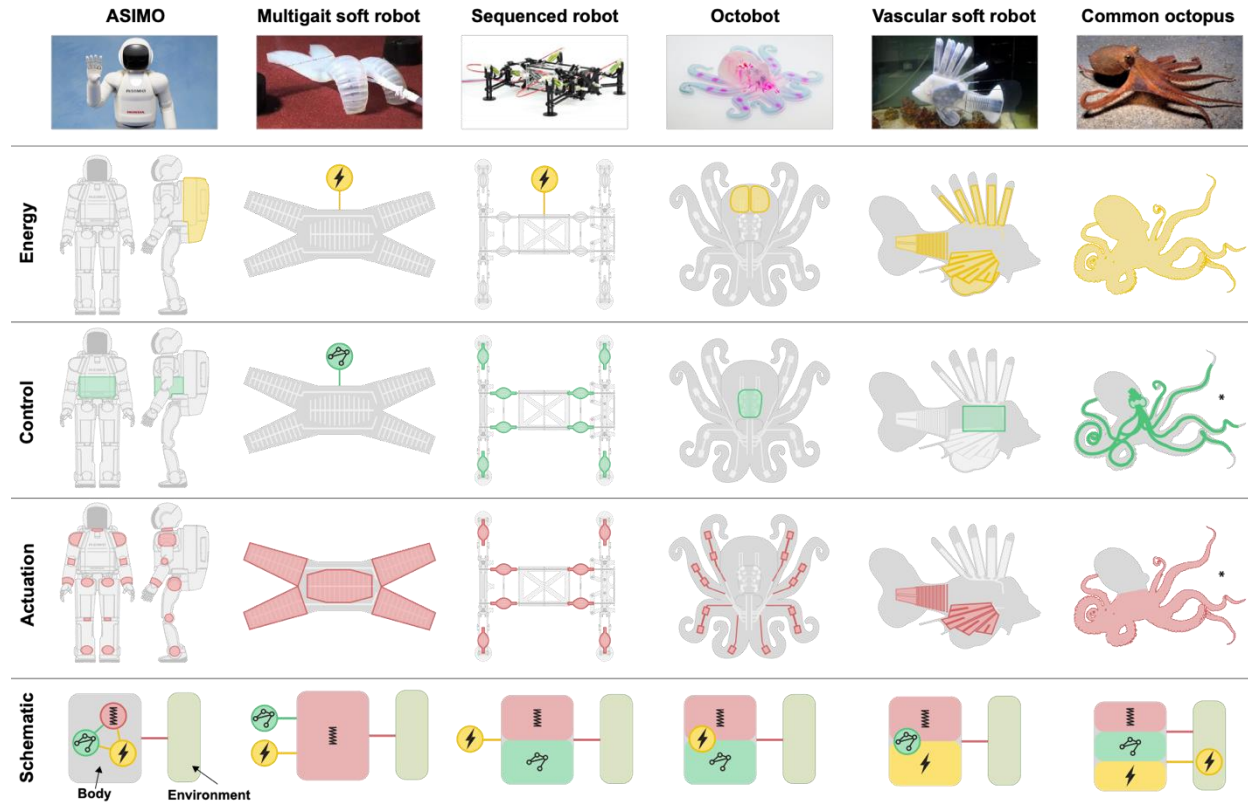 ASIMO
Multigait soft robot
Sequenced robot
Octobot
Vascular soft robot
Common octopus
Energy
Control
*
Actuation
*
Schematic
Body
Environment